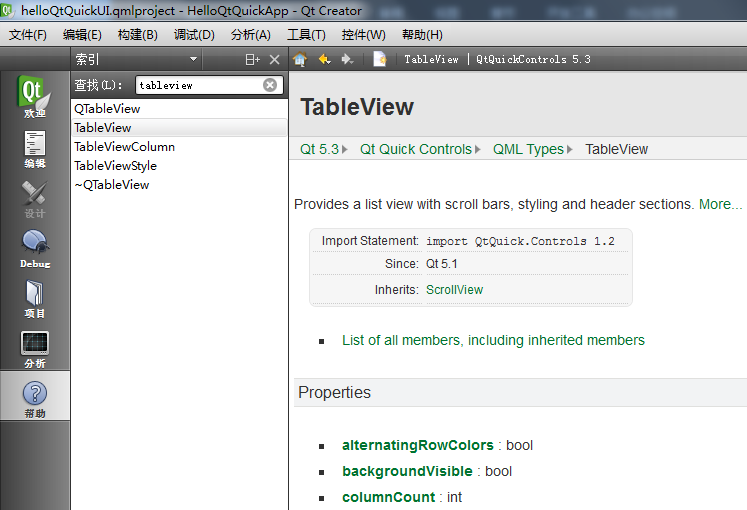 helloQtQuickUI.qmlproject - HelloQtQuickApp - Qt Creator
文件(F) 编辑(E) 构建(B) 调试(D) 分析(A) 工具(T) 控件(W) 帮助(H)
索引
TableView | QtQuickControls 5.3
查找(L): tableview
QTableView
TableView
TableViewColumn
TableViewStyle
~QTableView
Qt
欢迎
编辑
设计
Debug
项目
分析
帮助
TableView
Qt 5.3 Qt Quick Controls QML Types TableView
Provides a list view with scroll bars, styling and header sections. More...
Import Statement: import QtQuick.Controls 1.2
Since: Qt 5.1
Inherits: ScrollView
List of all members, including inherited members
Properties
alternatingRowColors : bool
backgroundVisible : bool
columnCount : int